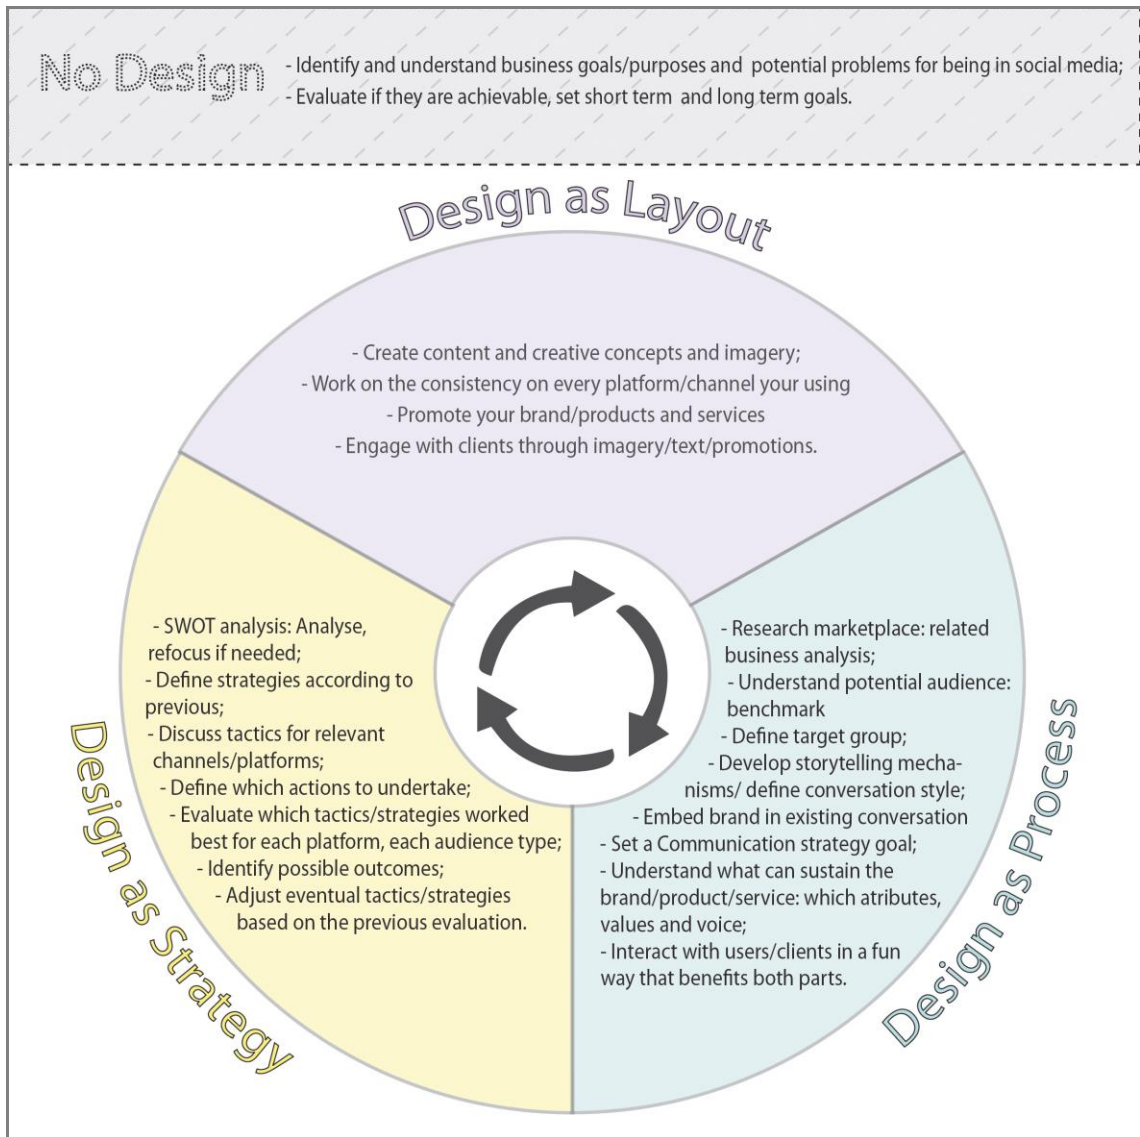 No Design
- Identify and understand business goals/purposes and potential problems for being in social media;
- Evaluate if they are achievable, set short term and long term goals.
Design as Layout
- Create content and creative concepts and imagery;
- Work on the consistency on every platform/channel your using
- Promote your brand/products and services
- Engage with clients through imagery/text/promotions.
- SWOT analysis: Analyse,
refocus if needed;
- Define strategies according to
previous;
- Discuss tactics for relevant
channels/platforms;
- Define which actions to undertake;
- Evaluate which tactics/strategies worked
best for each platform, each audience type;
- Identify possible outcomes;
- Adjust eventual tactics/strategies
based on the previous evaluation.
Design as Strategy
- Research marketplace: related
business analysis;
- Understand potential audience:
benchmark
- Define target group;
- Develop storytelling mecha-
nisms/ define conversation style;
- Embed brand in existing conversation
- Set a Communication strategy goal;
- Understand what can sustain the
brand/product/service: which atributes,
values and voice;
- Interact with users/clients in a fun
way that benefits both parts.
Design as Process